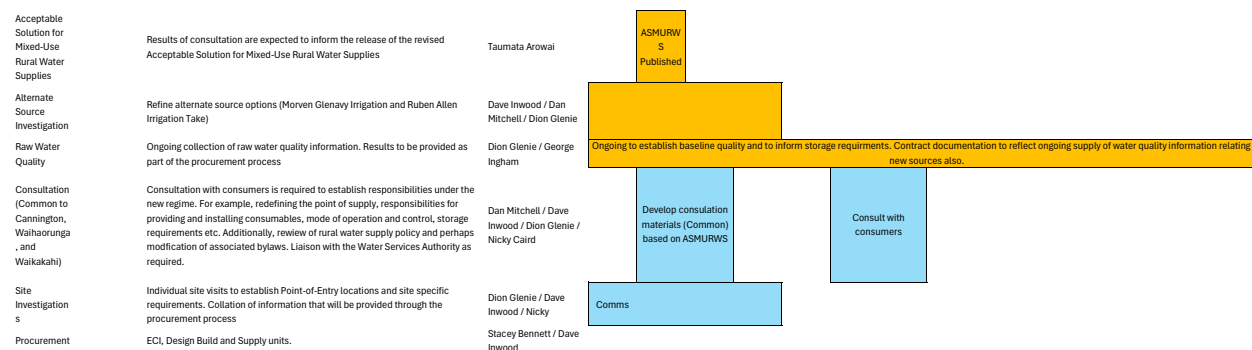 Acceptable
Solution for
Mixed-Use
Rural Water
Supplies
Results of consultation are expected to inform the release of the revised
Acceptable Solution for Mixed-Use Rural Water Supplies
Taumata Arowai
ASMURW
S
Published
Alternate
Source
Investigation
Refine alternate source options (Morven Glenavy Irrigation and Ruben Allen
Irrigation Take)
Dave Inwood / Dan
Mitchell / Dion Glenie
Raw Water
Quality
Ongoing collection of raw water quality information. Results to be provided as
part of the procurement process
Dion Glenie / George
Ingham
Ongoing to establish baseline quality and to inform storage requirments. Contract documentation to reflect ongoing supply of water quality information relating
new sources also.
Consultation
(Common to
Cannington,
Waihaorunga
, and
Waikakahi)
Consultation with consumers is required to establish responsibilities under the
new regime. For example, redefining the point of supply, responsibilities for
providing and installing consumables, mode of operation and control, storage
requirements etc. Additionally, rewiew of rural water supply policy and perhaps
modfication of associated bylaws. Liaison with the Water Services Authority as
required.
Dan Mitchell / Dave
Inwood / Dion Glenie /
Nicky Caird
Develop consulation
materials (Common)
based on ASMURWS
Consult with
consumers
Site
Investigation
s
Individual site visits to establish Point-of-Entry locations and site specific
requirements. Collation of information that will be provided through the
procurement process
Dion Glenie / Dave
Inwood / Nicky
Comms
Procurement
ECI, Design Build and Supply units.
Stacey Bennett / Dave
Inwood